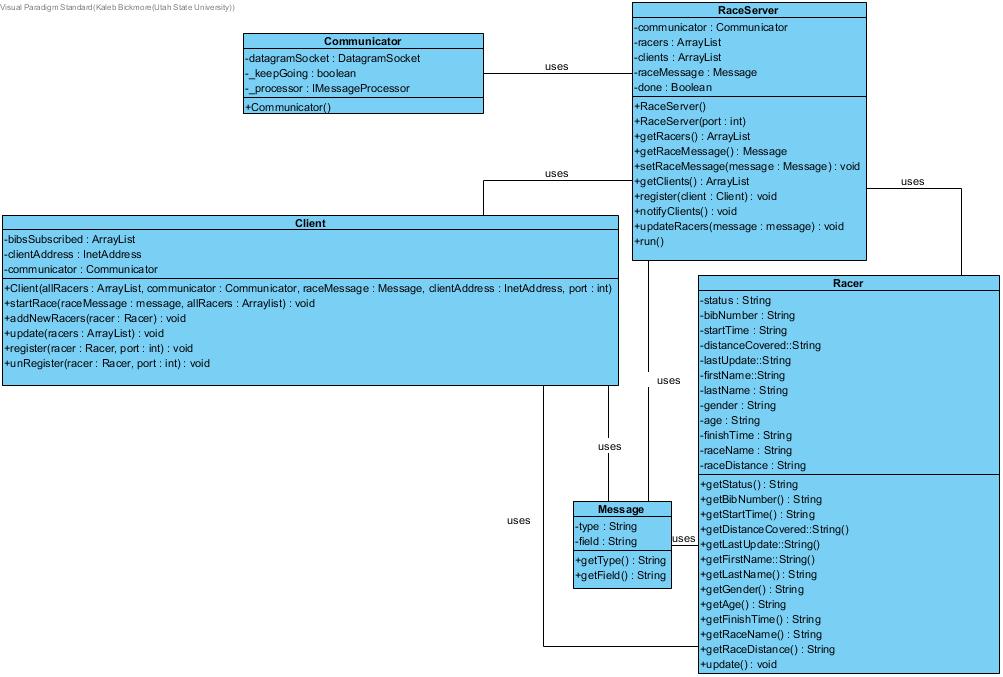 Visual Paradigm Standard(Kaleb Bickmore(Utah State University))
RaceServer
-communicator : Communicator
-racers : ArrayList
-clients : ArrayList
-raceMessage : Message
-done : Boolean
+RaceServer()
+RaceServer(port : int)
+getRacers() : ArrayList
+getRaceMessage() : Message
+setRaceMessage(message : Message) : void
+getClients() : ArrayList
+register(client : Client) : void
+notifyClients() : void
+updateRacers(message : message) : void
+run()
Communicator
-datagramSocket : DatagramSocket
-_keepGoing : boolean
-_processor : IMessageProcessor
+Communicator()
uses
uses
uses
Client
-bibsSubscribed : ArrayList
-clientAddress : InetAddress
-communicator : Communicator
+Client(allRacers : ArrayList, communicator : Communicator, raceMessage : Message, clientAddress : InetAddress, port : int)
+startRace(raceMessage : message, allRacers : Arraylist) : void
+addNewRacers(racer : Racer) : void
+update(racers : ArrayList) : void
+register(racer : Racer, port : int) : void
+unRegister(racer : Racer, port : int) : void
Racer
-status : String
-bibNumber : String
-startTime : String
-distanceCovered::String
-lastUpdate::String
-firstName::String
-lastName : String
-gender : String
-age : String
-finishTime : String
-raceName : String
-raceDistance : String
+getStatus() : String
+getBibNumber() : String
+getStartTime() : String
+getDistanceCovered::String()
+getLastUpdate::String()
+getFirstName::String()
+getLastName() : String
+getGender() : String
+getAge() : String
+getFinishTime() : String
+getRaceName() : String
+getRaceDistance() : String
+update() : void
uses
uses
uses
Message
-type : String
-field : String
+getType() : String
+getField() : String
uses